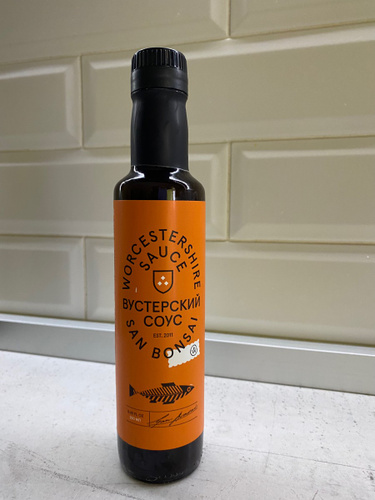 WORCESTERSHIRE
SAUCE
ВУСТЕРСКИЙ
СОУС
EST. 2011
SAN BONSAI